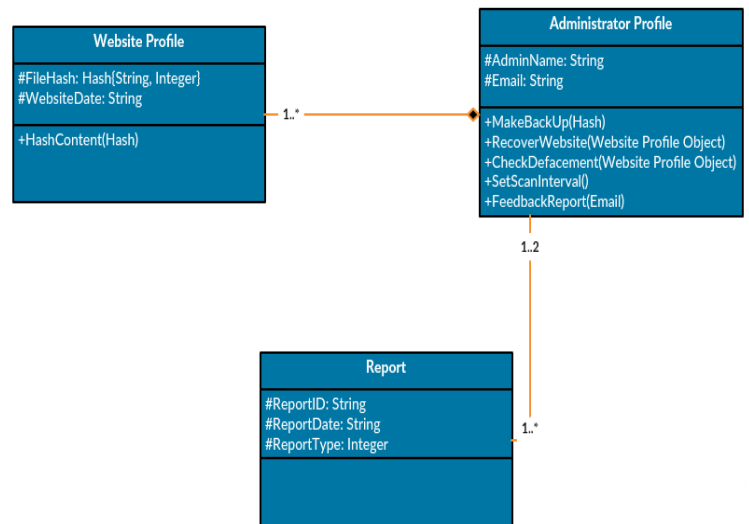 Website Profile
#FileHash: Hash{String, Integer}
#WebsiteDate: String
+HashContent(Hash)
1..*
Administrator Profile
#AdminName: String
#Email: String
+MakeBackUp(Hash)
+RecoverWebsite(Website Profile Object)
+CheckDefacement(Website Profile Object)
+SetScanInterval()
+FeedbackReport(Email)
1..2
Report
#ReportID: String
#ReportDate: String
#ReportType: Integer
1..*